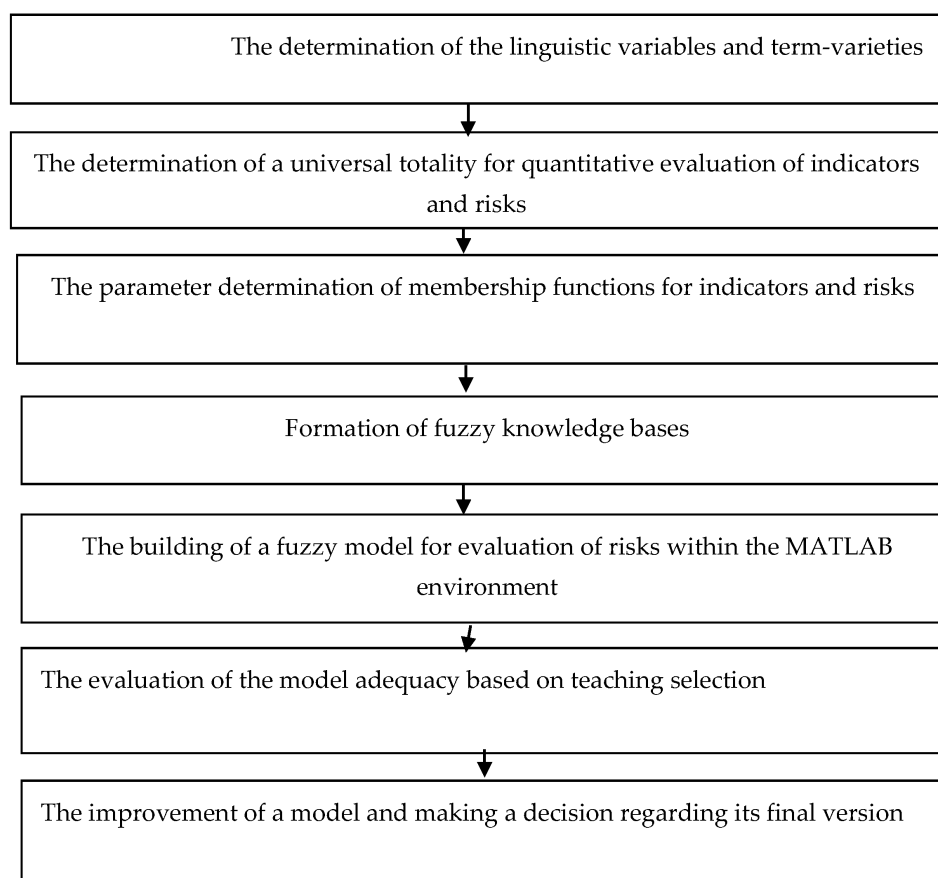 The determination of the linguistic variables and term-varieties
The determination of a universal totality for quantitative evaluation of indicators
and risks
The parameter determination of membership functions for indicators and risks
Formation of fuzzy knowledge bases
The building of a fuzzy model for evaluation of risks within the MATLAB
environment
The evaluation of the model adequacy based on teaching selection
The improvement of a model and making a decision regarding its final version